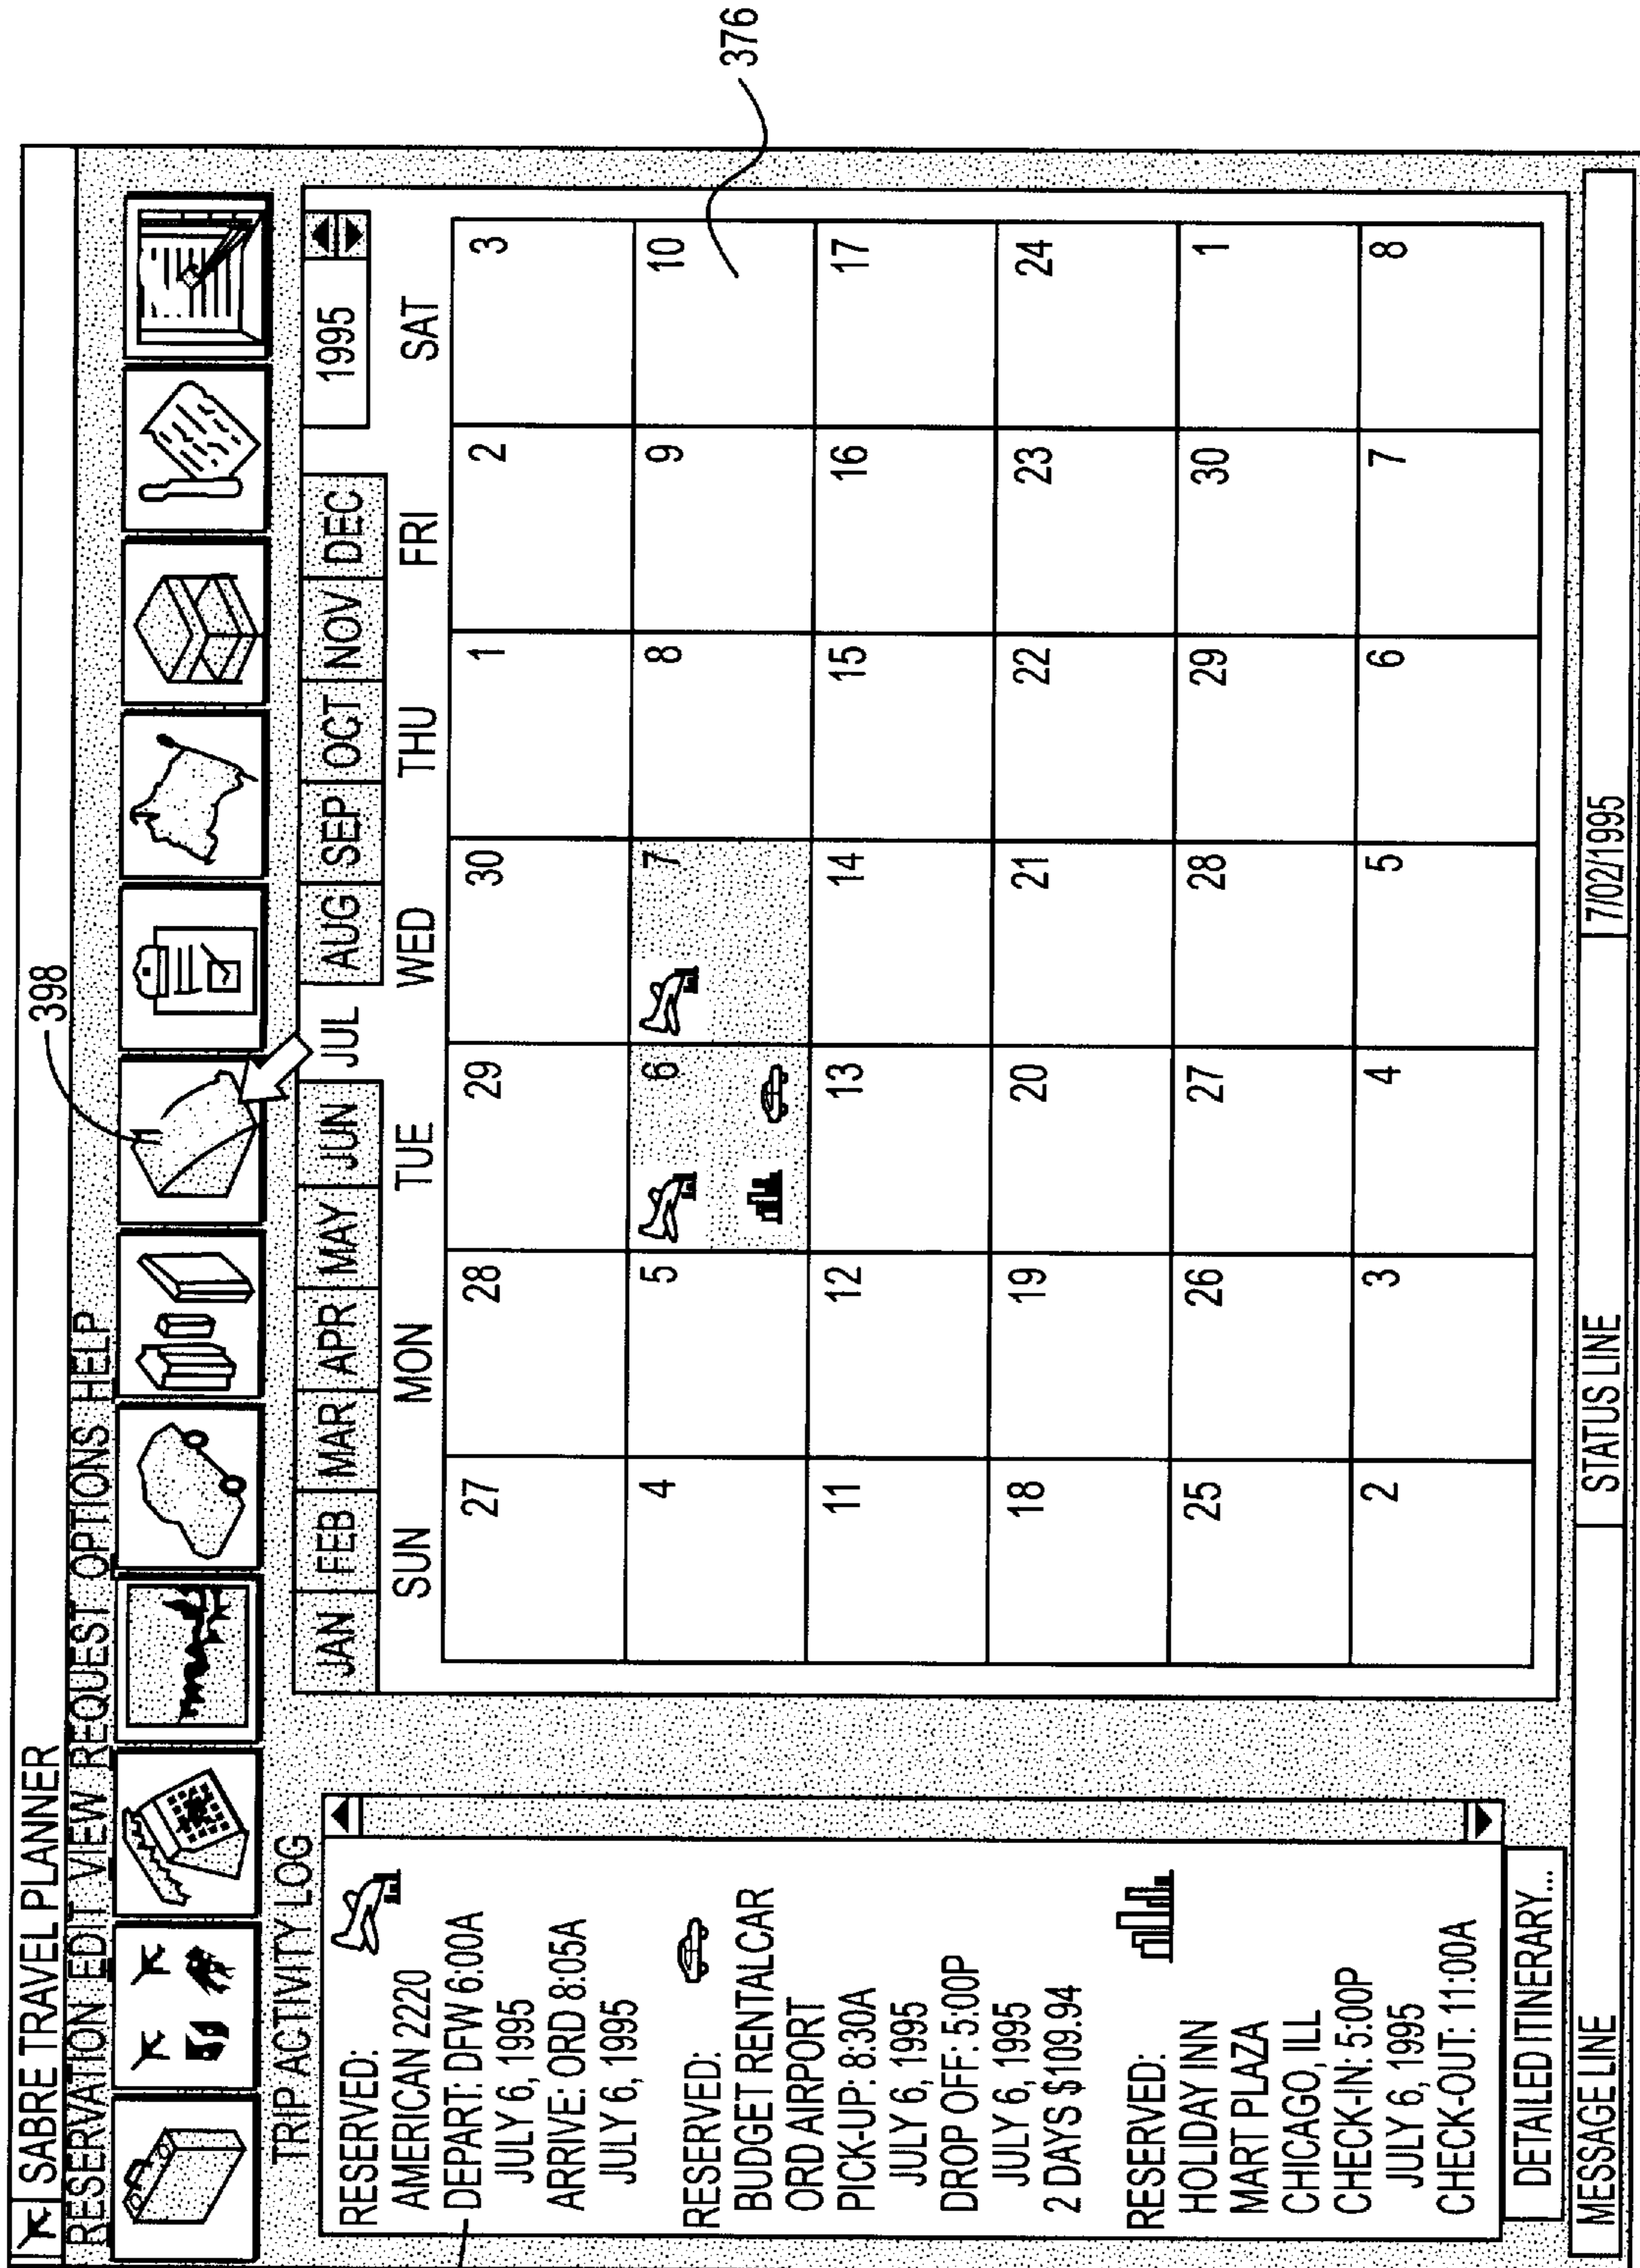 SABRE TRAVEL PLANNER
RESERVATION EDIT VIEW REQUEST OPTIONS HELP
398
TRIP ACTIVITY LOG
RESERVED:
AMERICAN 2220
DEPART: DFW 6:00A
JULY 6, 1995
ARRIVE: ORD 8:05A
JULY 6, 1995
RESERVED:
BUDGET RENTALCAR
ORD AIRPORT
PICK-UP: 8:30A
JULY 6, 1995
DROP OFF: 5:00P
JULY 6, 1995
2 DAYS $109.94
RESERVED:
HOLIDAY INN
MART PLAZA
CHICAGO, ILL
CHECK-IN: 5:00P
JULY 6, 1995
CHECK-OUT: 11:00A
DETAILED ITINERARY...
JAN FEB MAR APR MAY JUN JUL AUG SEP OCT NOV DEC 1995
SUN MON TUE WED THU FRI SAT
27 28 29 30 1 2 3
4 5 6 7 8 9 10
11 12 13 14 15 16 17
18 19 20 21 22 23 24
25 26 27 28 29 30 1
2 3 4 5 6 7 8
376
MESSAGE LINE STATUS LINE 7/02/1995